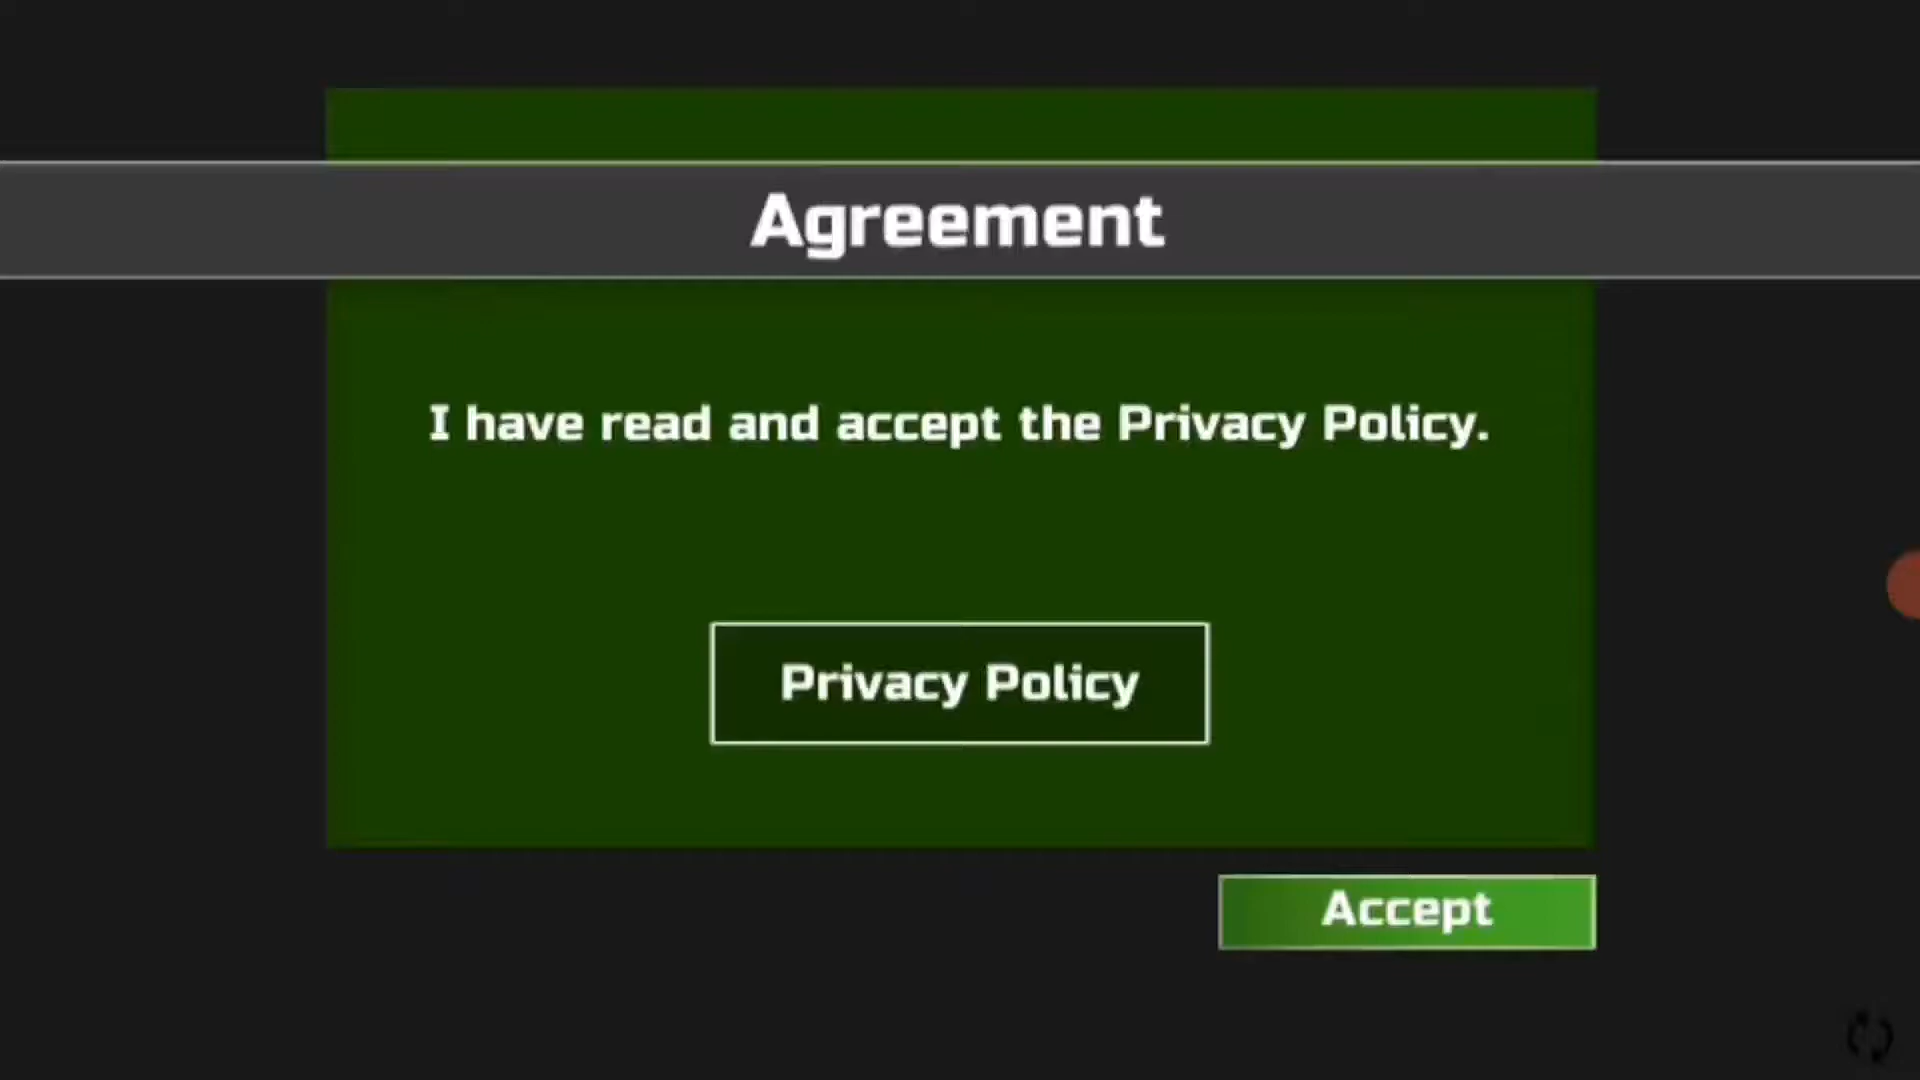 Agreement
I have read and accept the Privacy Policy.
Privacy Policy
Accept